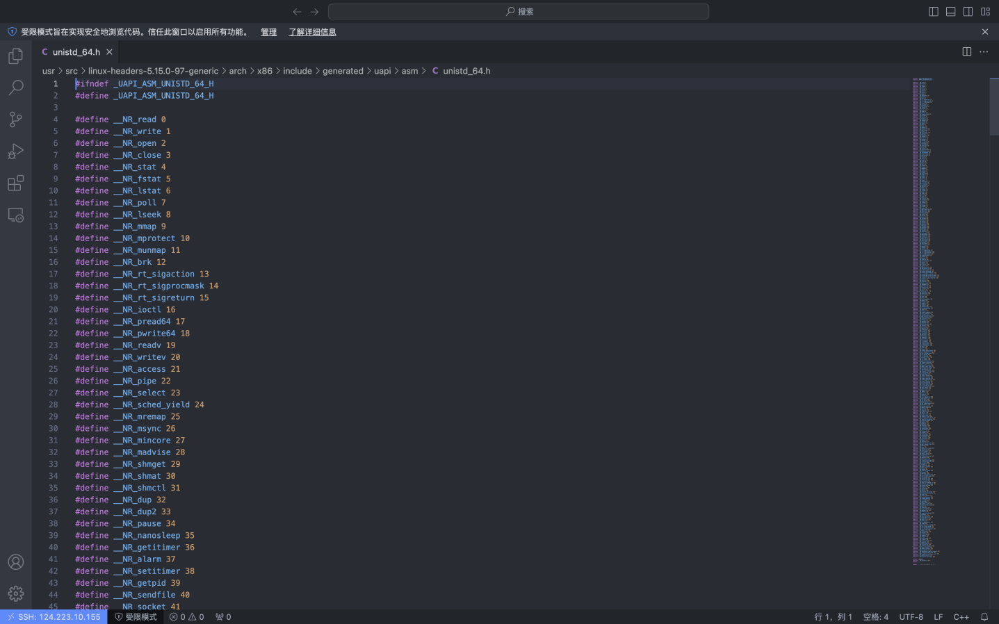 搜索
受限模式旨在实现安全地浏览代码。信任此窗口以启用所有功能。 管理 了解详细信息
C unistd_64.h
usr > src > linux-headers-5.15.0-97-generic > arch > x86 > include > generated > uapi > asm > C unistd_64.h
1 #ifndef _UAPI_ASM_UNISTD_64_H
2 #define _UAPI_ASM_UNISTD_64_H
3
4 #define __NR_read 0
5 #define __NR_write 1
6 #define __NR_open 2
7 #define __NR_close 3
8 #define __NR_stat 4
9 #define __NR_fstat 5
10 #define __NR_lstat 6
11 #define __NR_poll 7
12 #define __NR_lseek 8
13 #define __NR_mmap 9
14 #define __NR_mprotect 10
15 #define __NR_munmap 11
16 #define __NR_brk 12
17 #define __NR_rt_sigaction 13
18 #define __NR_rt_sigprocmask 14
19 #define __NR_rt_sigreturn 15
20 #define __NR_ioctl 16
21 #define __NR_pread64 17
22 #define __NR_pwrite64 18
23 #define __NR_readv 19
24 #define __NR_writev 20
25 #define __NR_access 21
26 #define __NR_pipe 22
27 #define __NR_select 23
28 #define __NR_sched_yield 24
29 #define __NR_mremap 25
30 #define __NR_msync 26
31 #define __NR_mincore 27
32 #define __NR_madvise 28
33 #define __NR_shmget 29
34 #define __NR_shmat 30
35 #define __NR_shmctl 31
36 #define __NR_dup 32
37 #define __NR_dup2 33
38 #define __NR_pause 34
39 #define __NR_nanosleep 35
40 #define __NR_getitimer 36
41 #define __NR_alarm 37
42 #define __NR_setitimer 38
43 #define __NR_getpid 39
44 #define __NR_sendfile 40
45 #define __NR_socket 41
SSH: 124.223.10.155 受限模式 0 0 0 行 1，列 1 空格: 4 UTF-8 LF C++